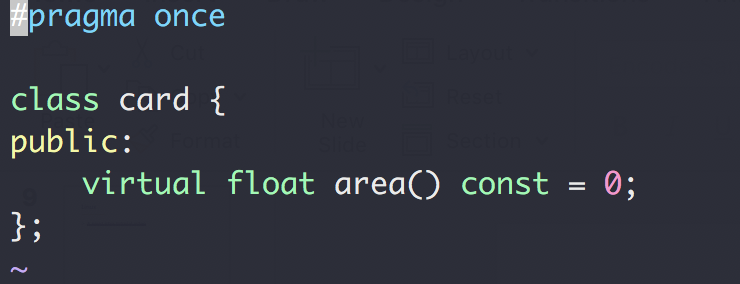 #pragma once
class card {
public:
    virtual float area() const = 0;
};
~